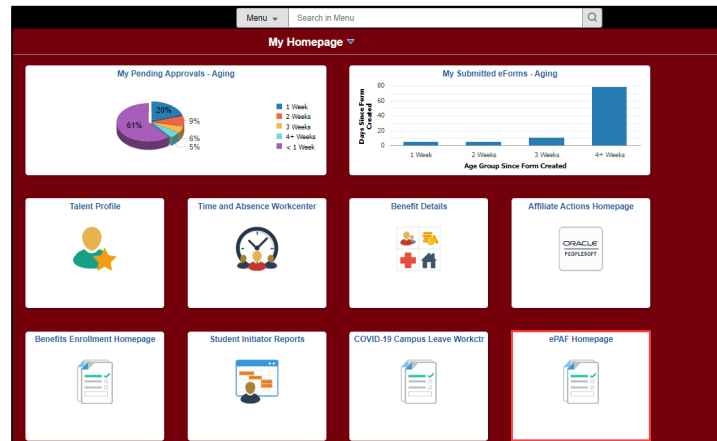 Menu Search in Menu
My Homepage
My Pending Approvals - Aging
20%
9%
6%
5%
61%
1 Week
2 Weeks
3 Weeks
4+ Weeks
< 1 Week
My Submitted eForms - Aging
Days Since Form
Created
80
60
40
20
0
1 Week 2 Weeks 3 Weeks 4+ Weeks
Age Group Since Form Created
Talent Profile
Time and Absence Workcenter
Benefit Details
Affiliate Actions Homepage
ORACLE
PEOPLESOFT
Benefits Enrollment Homepage
Student Initiator Reports
COVID-19 Campus Leave Workctr
ePAF Homepage